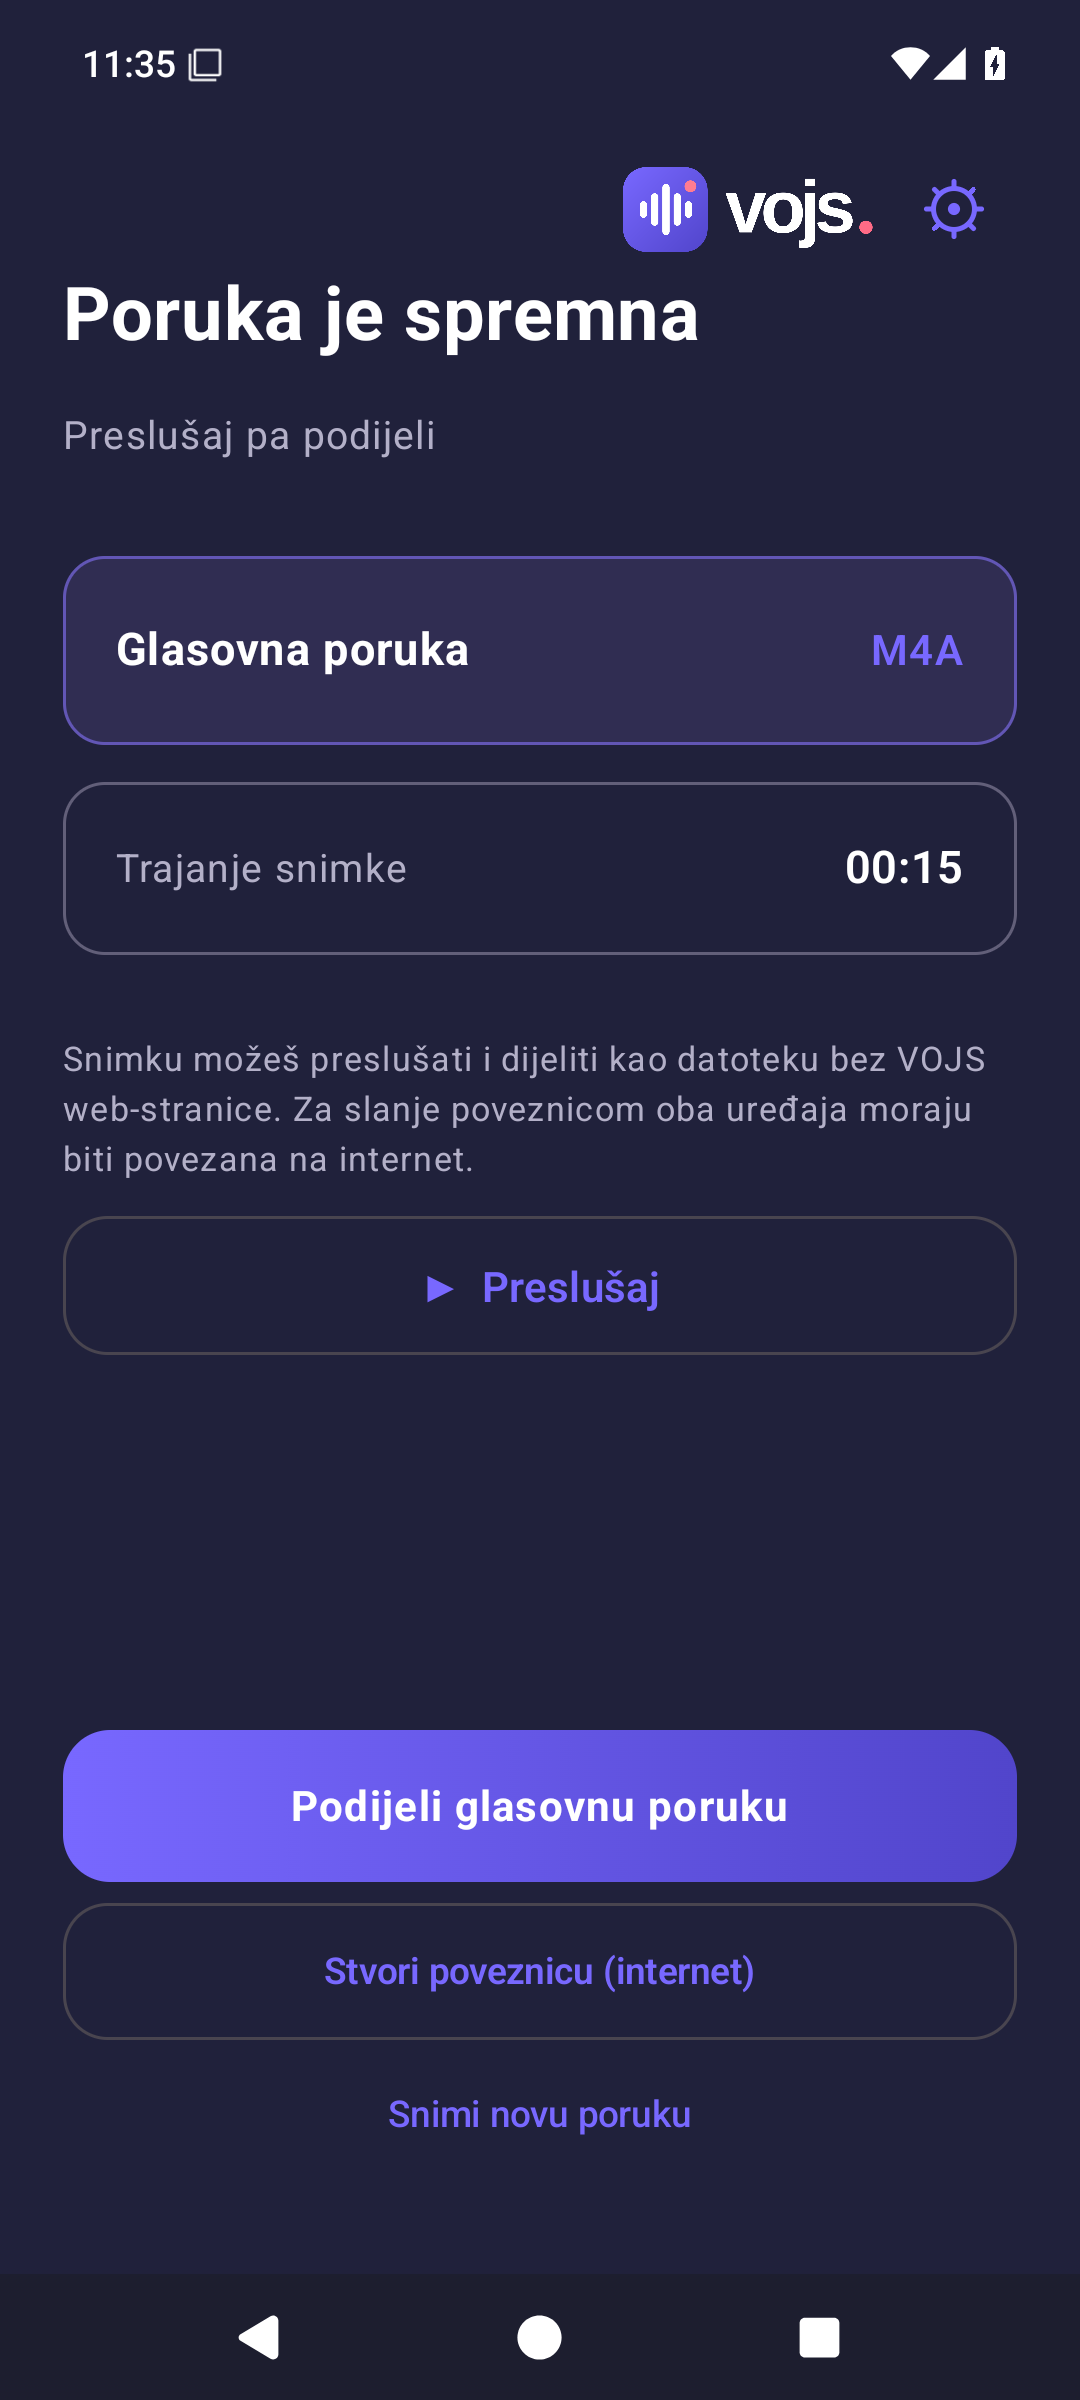 11:35
vojs.
Poruka je spremna
Preslušaj pa podijeli
Glasovna poruka M4A
Trajanje snimke 00:15
Snimku možeš preslušati i dijeliti kao datoteku bez VOJS
web-stranice. Za slanje poveznicom oba uređaja moraju
biti povezana na internet.
Preslušaj
Podijeli glasovnu poruku
Stvori poveznicu (internet)
Snimi novu poruku